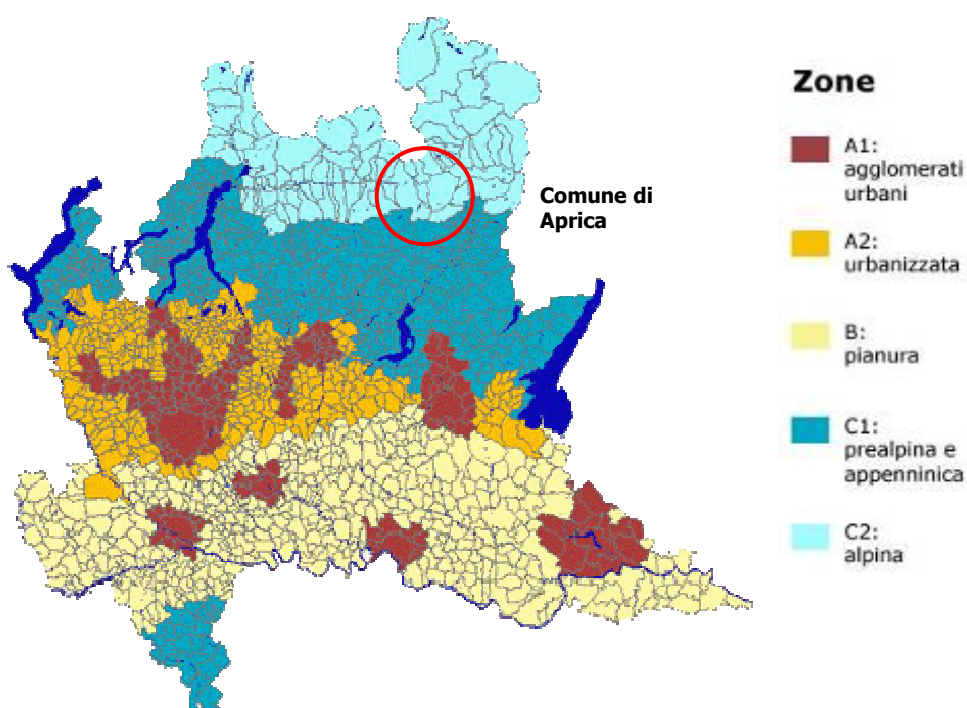 Zone
A1:
agglomerati
urbani
Comune di
Aprica
A2:
urbanizzata
B:
pianura
C1:
prealpina e
appenninica
C2:
alpina